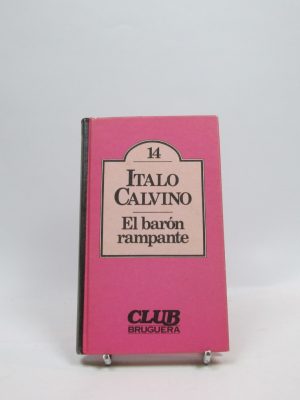 14
ITALO
CALVINO
El barón
rampante
CLUB
BRUGUERA